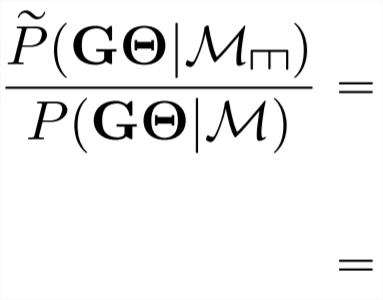 P̃(𝐆𝚯|ℳ_⫙)
P(𝐆𝚯|ℳ)
=
=